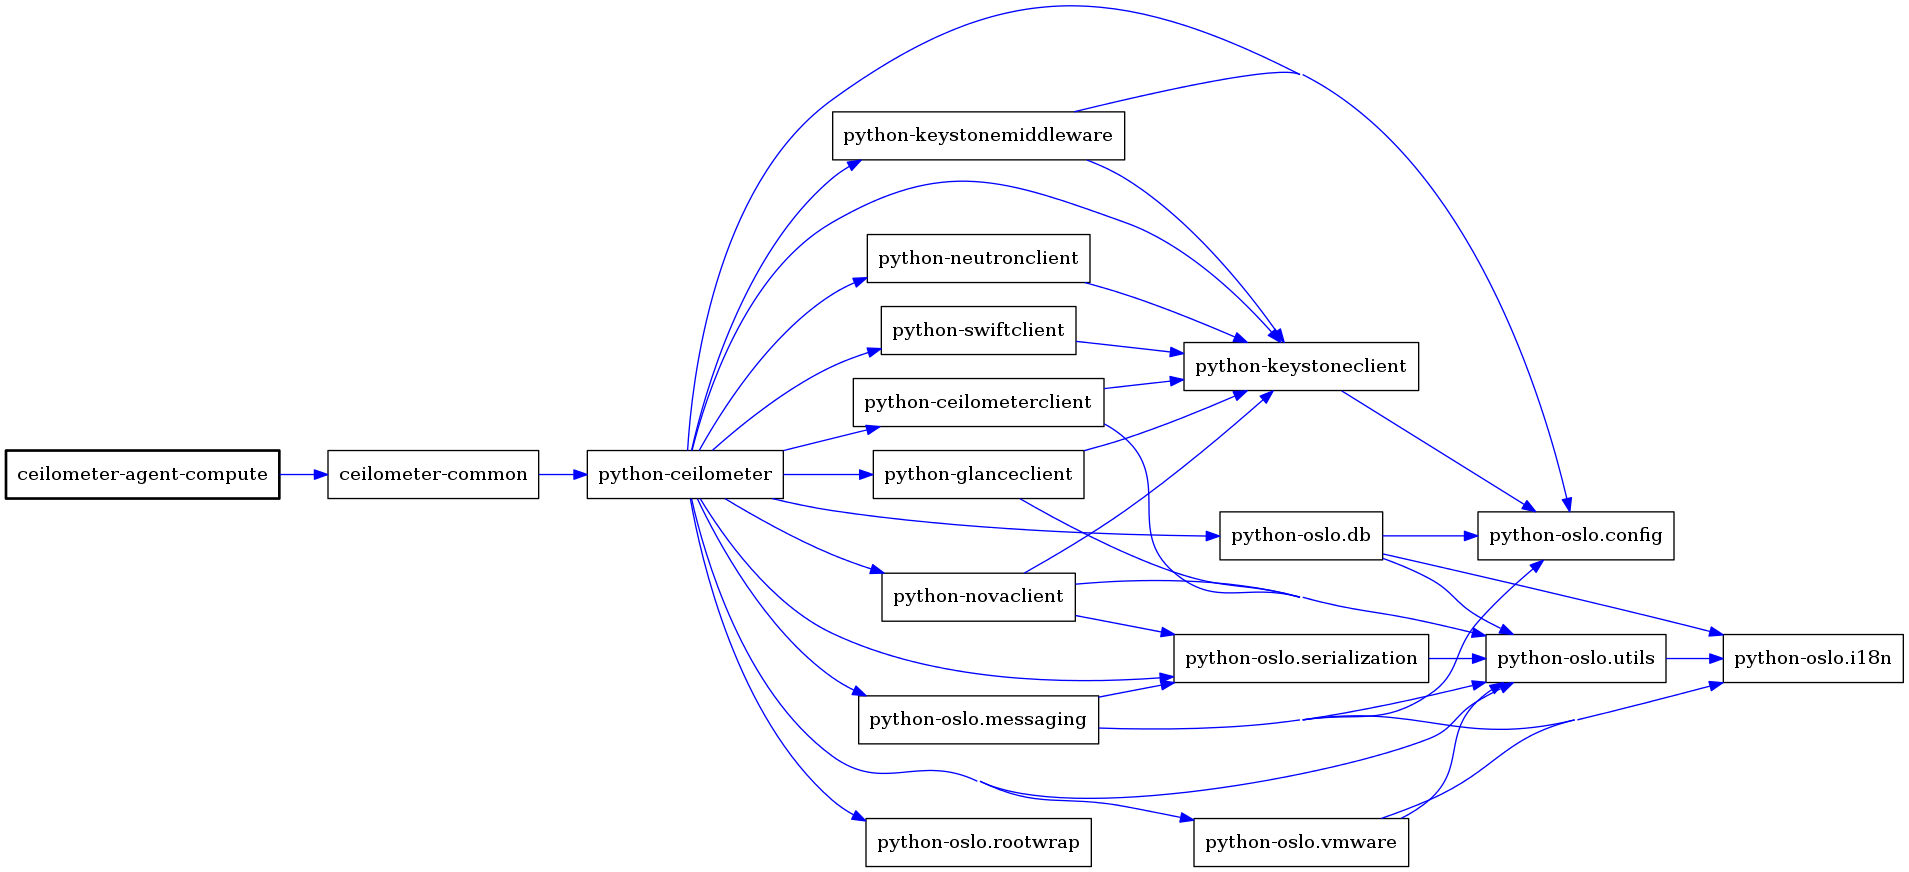 python-keystonemiddleware
python-neutronclient
python-swiftclient
python-keystoneclient
python-ceilometerclient
ceilometer-agent-compute
ceilometer-common
python-ceilometer
python-glanceclient
python-oslo.db
python-oslo.config
python-novaclient
python-oslo.serialization
python-oslo.utils
python-oslo.i18n
python-oslo.messaging
python-oslo.rootwrap
python-oslo.vmware